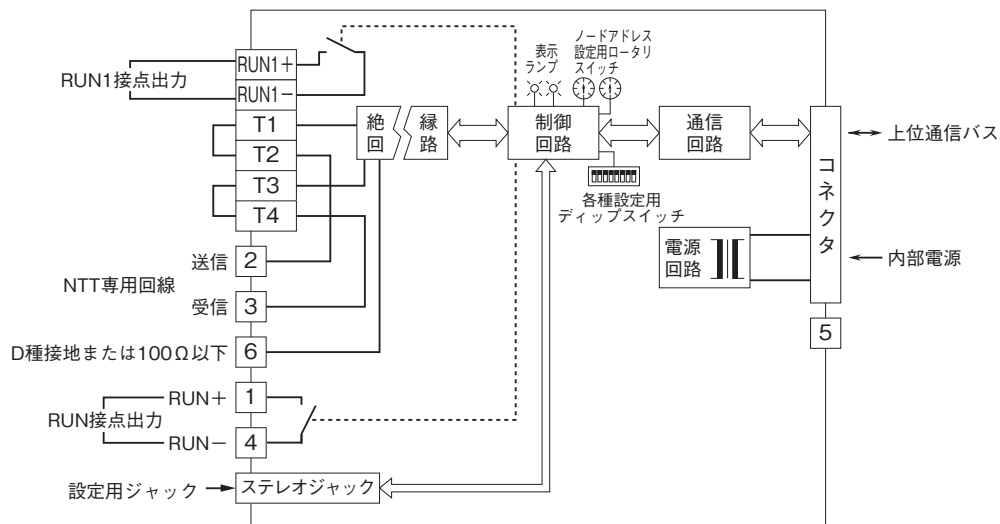 RUN1接点出力
RUN1+
RUN1−
T1
T2
T3
T4
NTT専用回線
送信
2
受信
3
D種接地または100Ω以下
6
RUN接点出力
RUN+
1
RUN−
4
設定用ジャック
ステレオジャック
絶
回
縁
路
表示
ランプ
ノードアドレス
設定用ロータリ
スイッチ
制御
回路
各種設定用
ディップスイッチ
通信
回路
電源
回路
コネクタ
上位通信バス
内部電源
5